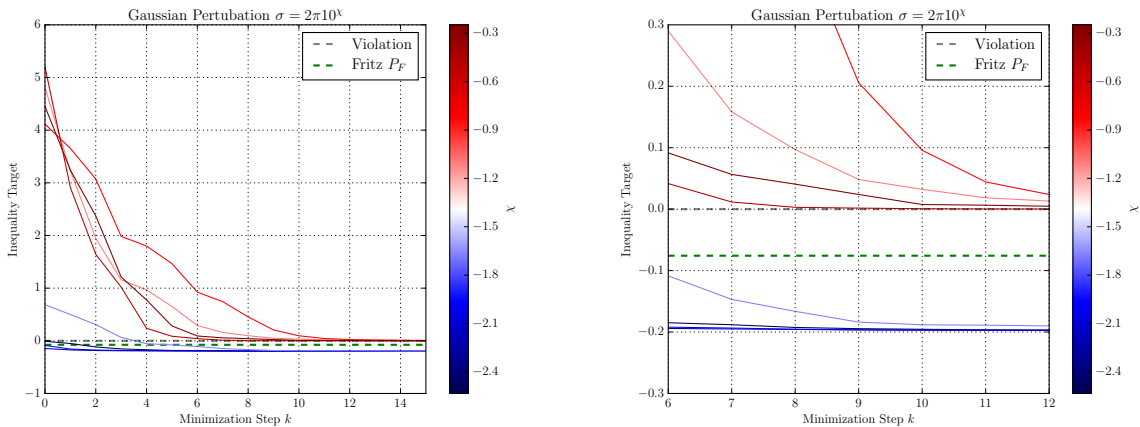 Gaussian Pertubation σ = 2π10^χ
Inequality Target
6
5
4
3
2
1
0
−1
0 2 4 6 8 10 12 14
Minimization Step k
Violation
Fritz P_F
−0.3
−0.6
−0.9
−1.2
−1.5
−1.8
−2.1
−2.4
χ
Gaussian Pertubation σ = 2π10^χ
Inequality Target
0.3
0.2
0.1
0.0
−0.1
−0.2
−0.3
6 7 8 9 10 11 12
Minimization Step k
Violation
Fritz P_F
−0.3
−0.6
−0.9
−1.2
−1.5
−1.8
−2.1
−2.4
χ